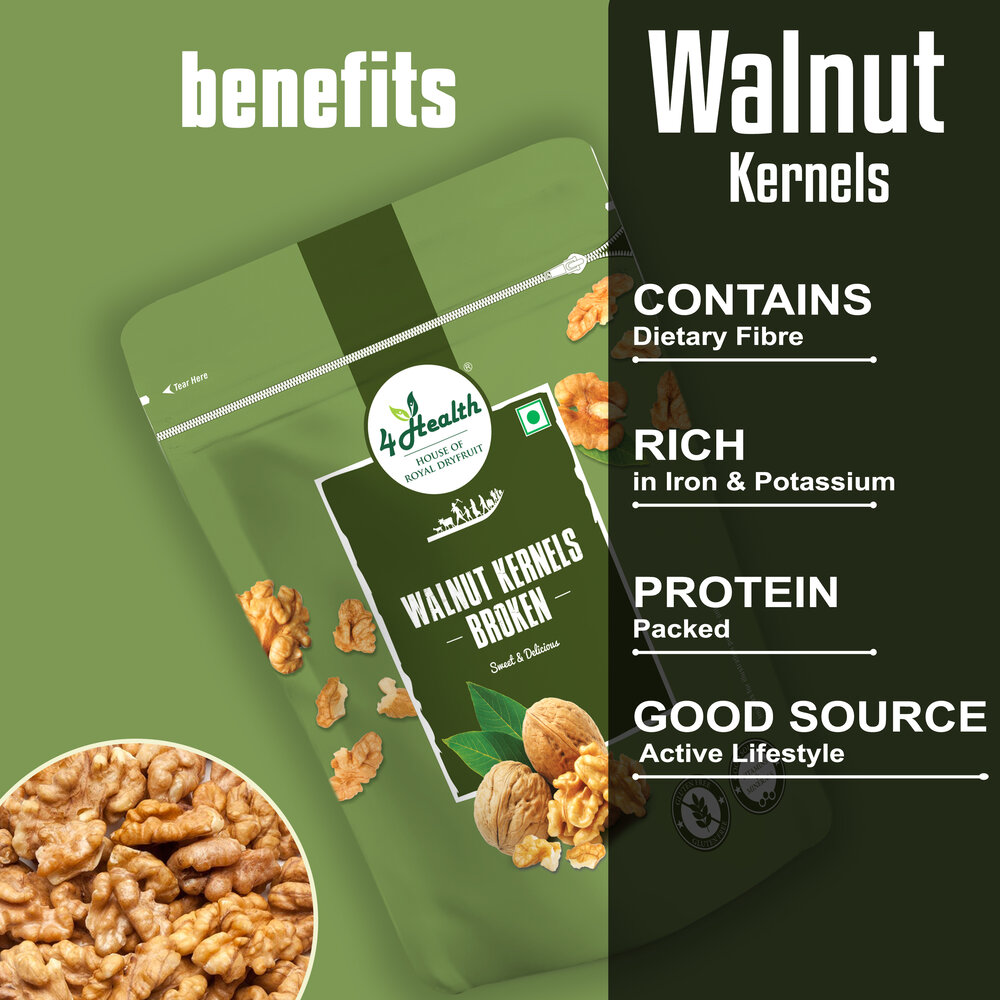 benefits
Walnut
Kernels
CONTAINS
Dietary Fibre
RICH
in Iron & Potassium
PROTEIN
Packed
GOOD SOURCE
Active Lifestyle
Tear Here
®
4Health
HOUSE OF
ROYAL DRYFRUIT
WALNUT KERNELS
BROKEN
Sweet & Delicious